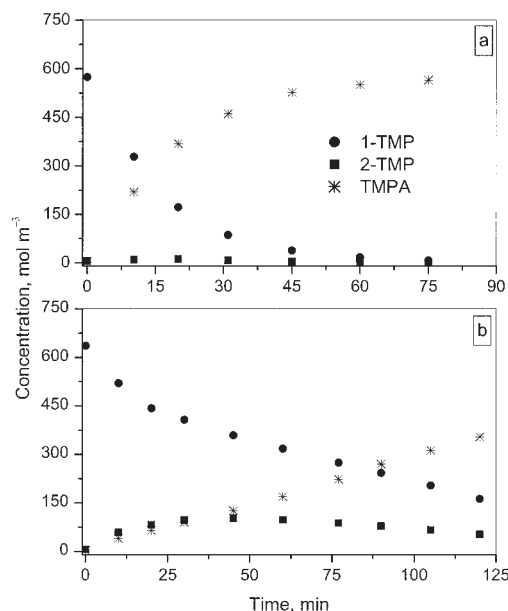 750
a
600
450
● 1-TMP
■ 2-TMP
✳ TMPA
300
150
0
0 15 30 45 60 75 90
Concentration, mol m⁻³
750
b
600
450
300
150
0
0 25 50 75 100 125
Time, min